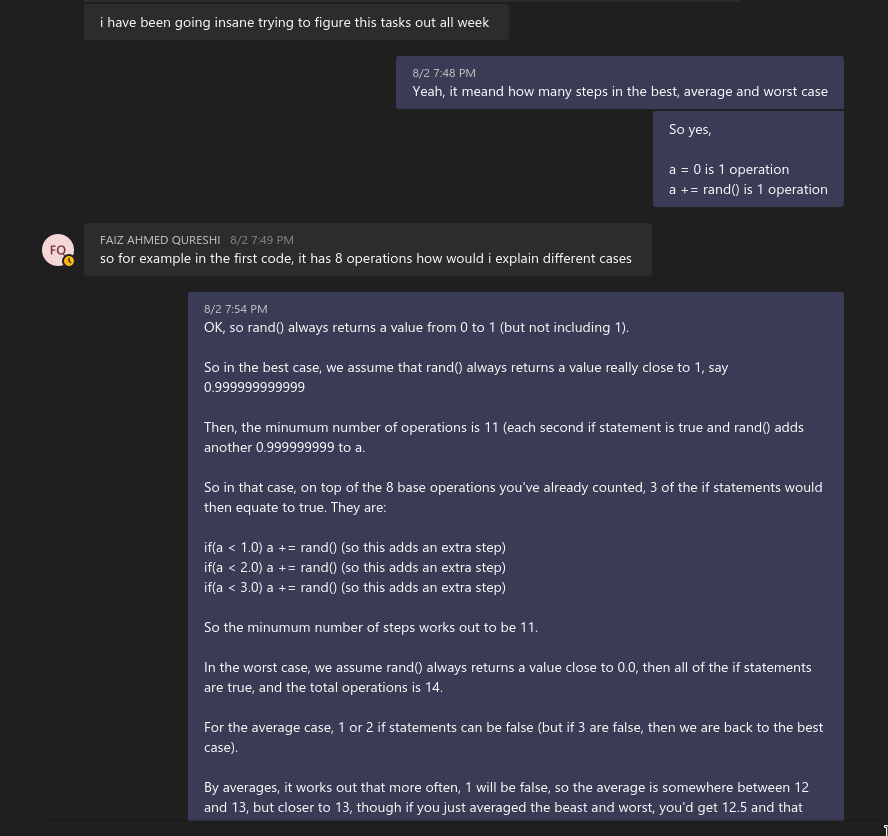 i have been going insane trying to figure this tasks out all week
8/2 7:48 PM
Yeah, it meand how many steps in the best, average and worst case
So yes,
a = 0 is 1 operation
a += rand() is 1 operation
FQ
FAIZ AHMED QURESHI 8/2 7:49 PM
so for example in the first code, it has 8 operations how would i explain different cases
8/2 7:54 PM
OK, so rand() always returns a value from 0 to 1 (but not including 1).
So in the best case, we assume that rand() always returns a value really close to 1, say
0.999999999999
Then, the minumum number of operations is 11 (each second if statement is true and rand() adds
another 0.999999999 to a.
So in that case, on top of the 8 base operations you've already counted, 3 of the if statements would
then equate to true. They are:
if(a < 1.0) a += rand() (so this adds an extra step)
if(a < 2.0) a += rand() (so this adds an extra step)
if(a < 3.0) a += rand() (so this adds an extra step)
So the minumum number of steps works out to be 11.
In the worst case, we assume rand() always returns a value close to 0.0, then all of the if statements
are true, and the total operations is 14.
For the average case, 1 or 2 if statements can be false (but if 3 are false, then we are back to the best
case).
By averages, it works out that more often, 1 will be false, so the average is somewhere between 12
and 13, but closer to 13, though if you just averaged the beast and worst, you'd get 12.5 and that